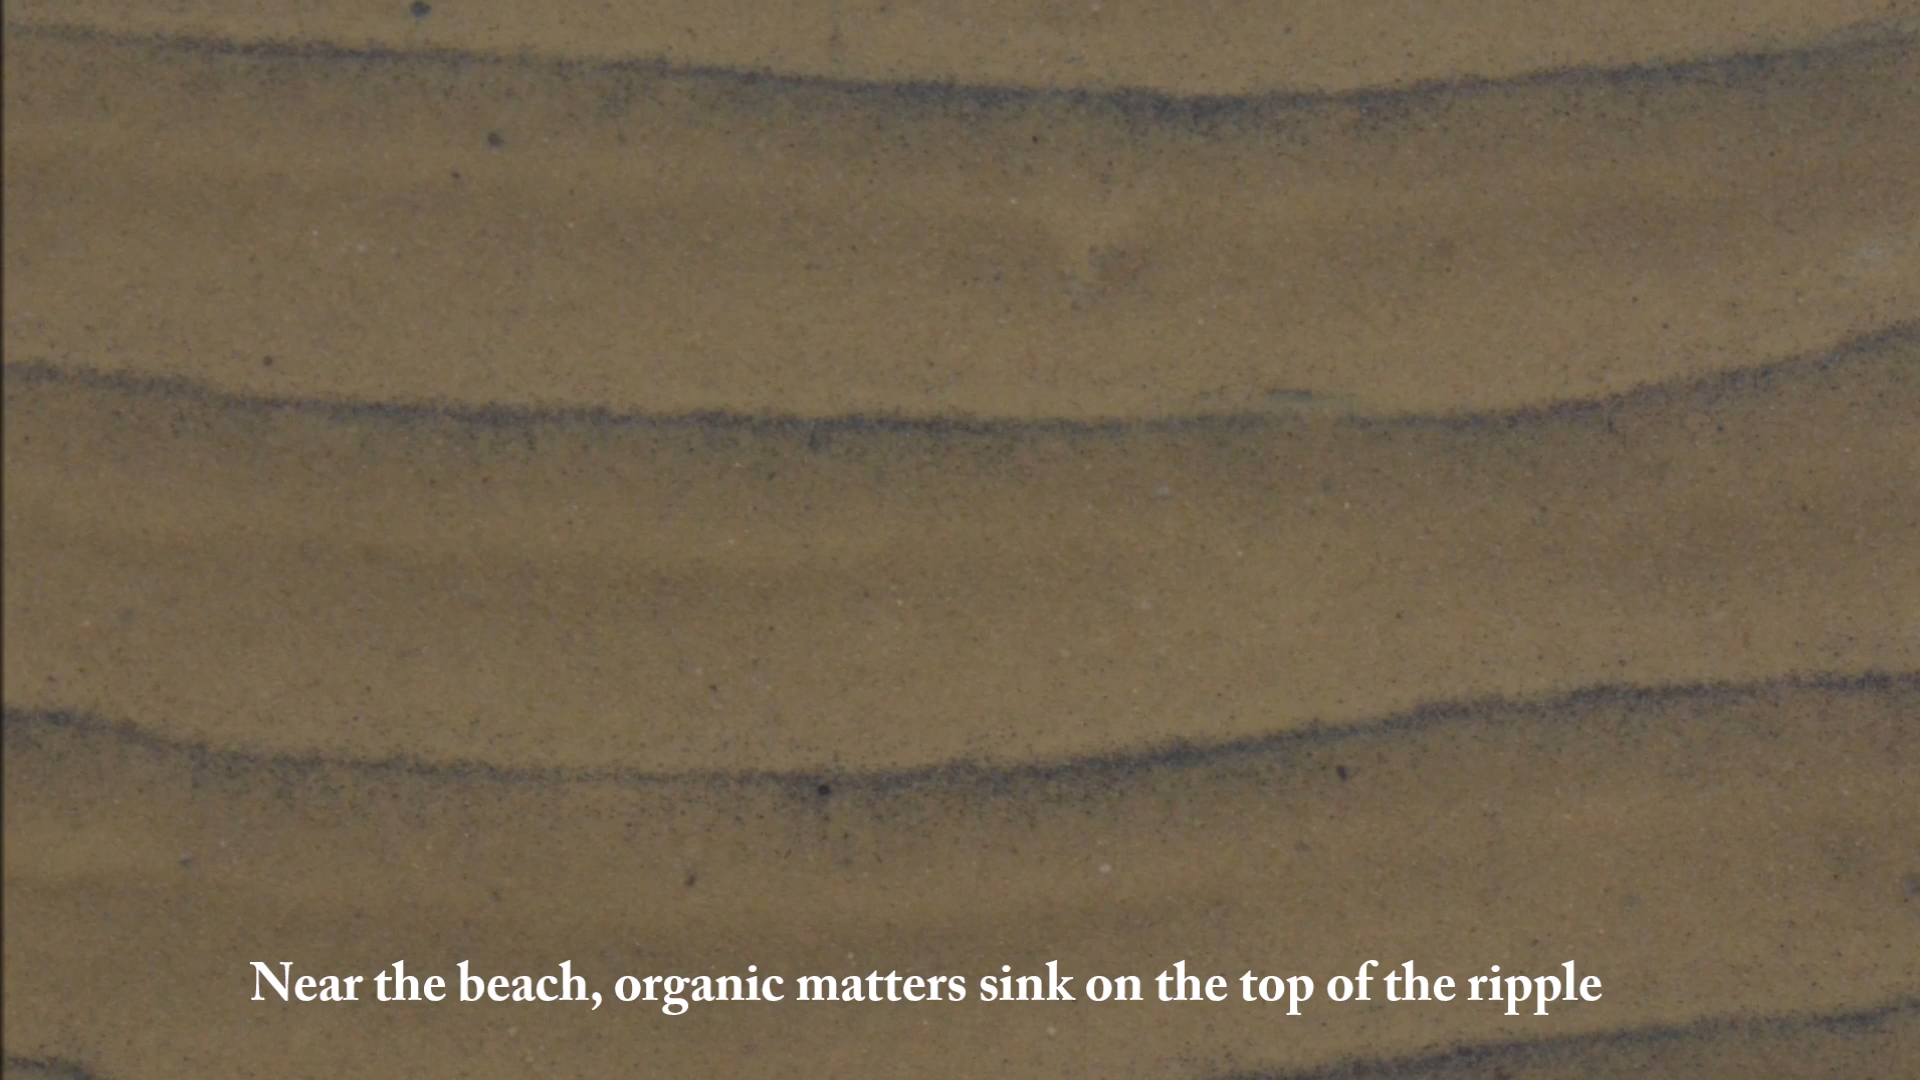 Near the beach, organic matters sink on the top of the ripple